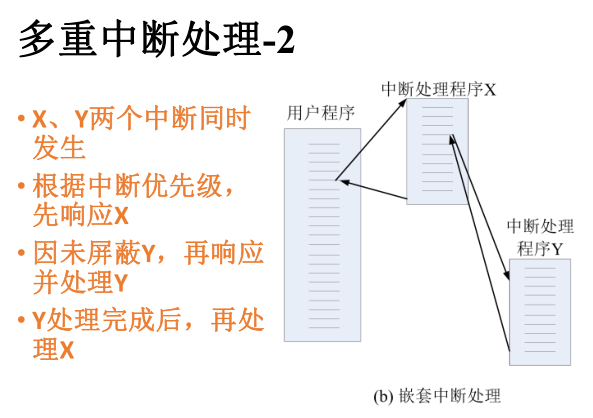 多重中断处理-2
• X、Y两个中断同时
发生
• 根据中断优先级，
先响应X
• 因未屏蔽Y，再响应
并处理Y
• Y处理完成后，再处
理X
用户程序
中断处理程序X
中断处理
程序Y
(b) 嵌套中断处理